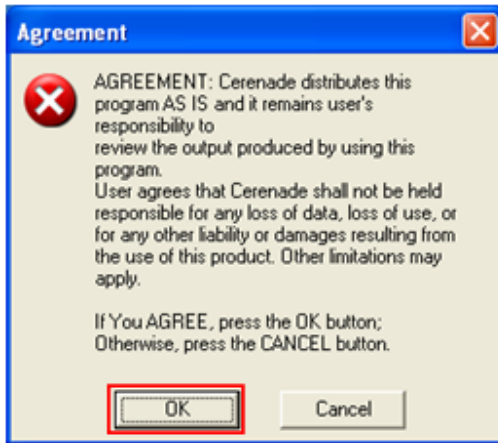 Agreement
AGREEMENT: Cerenade distributes this
program AS IS and it remains user's
responsibility to
review the output produced by using this
program.
User agrees that Cerenade shall not be held
responsible for any loss of data, loss of use, or
for any other liability or damages resulting from
the use of this product. Other limitations may
apply.
If You AGREE, press the OK button;
Otherwise, press the CANCEL button.
OK
Cancel